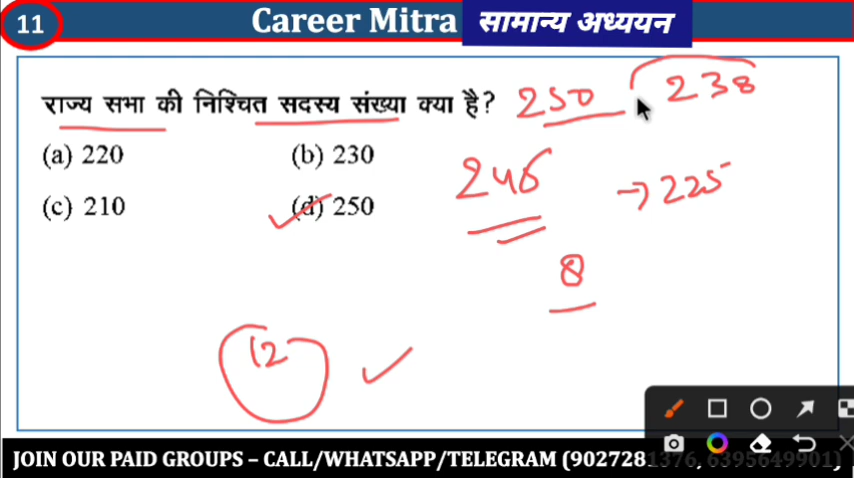 11
Career Mitra सामान्य अध्ययन
राज्य सभा की निश्चित सदस्य संख्या क्या है? 250 238
(a) 220 (b) 230
246 → 225
(c) 210 (d) 250
8
12
JOIN OUR PAID GROUPS – CALL/WHATSAPP/TELEGRAM (9027281376, 6395649901)